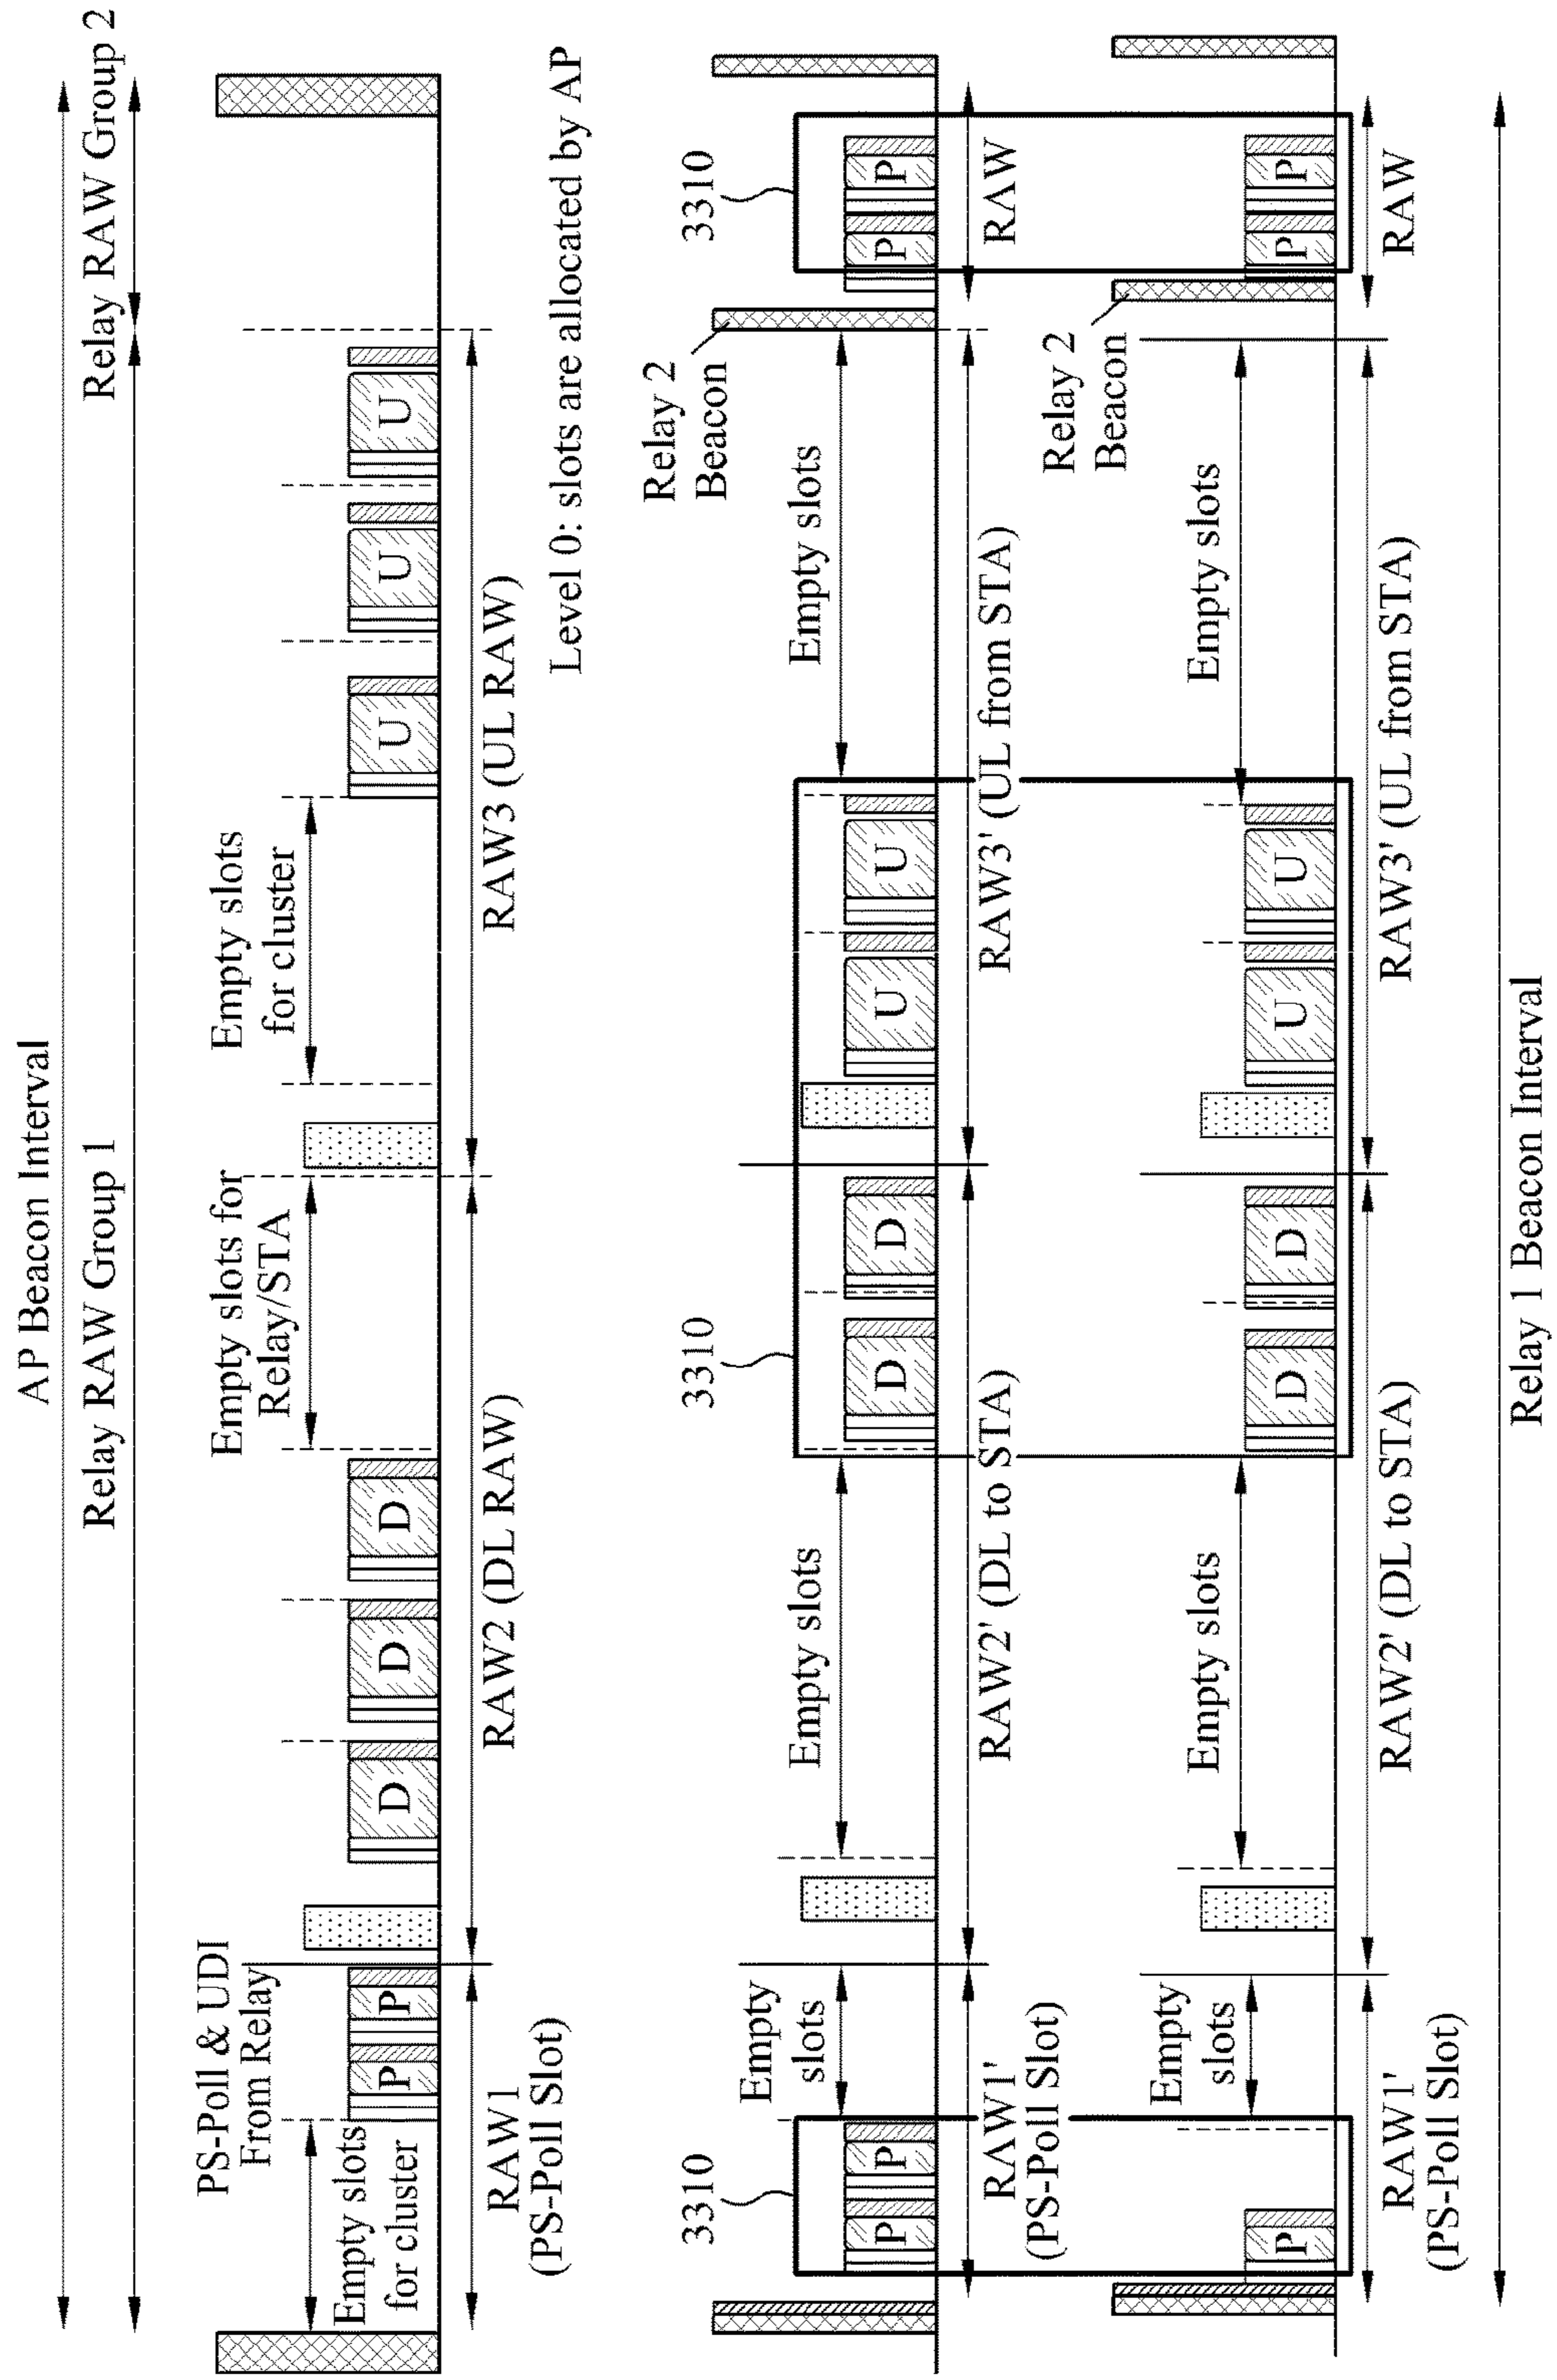 AP Beacon Interval
Relay RAW Group 1
Relay RAW Group 2
PS-Poll & UDI
From Relay
Empty slots
for cluster
P
P
D
D
D
Empty slots for
Relay/STA
Empty slots
for cluster
U
U
U
RAW1
(PS-Poll Slot)
RAW2 (DL RAW)
RAW3 (UL RAW)
Level 0: slots are allocated by AP
3310
3310
3310
Relay 2
Beacon
Empty
slots
Empty slots
Empty slots
P
P
D
D
U
U
P
P
RAW1'
(PS-Poll Slot)
RAW2' (DL to STA)
RAW3' (UL from STA)
RAW
Relay 2
Beacon
Empty
slots
Empty slots
Empty slots
P
D
D
U
U
P
P
RAW1'
(PS-Poll Slot)
RAW2' (DL to STA)
RAW3' (UL from STA)
RAW
Relay 1 Beacon Interval